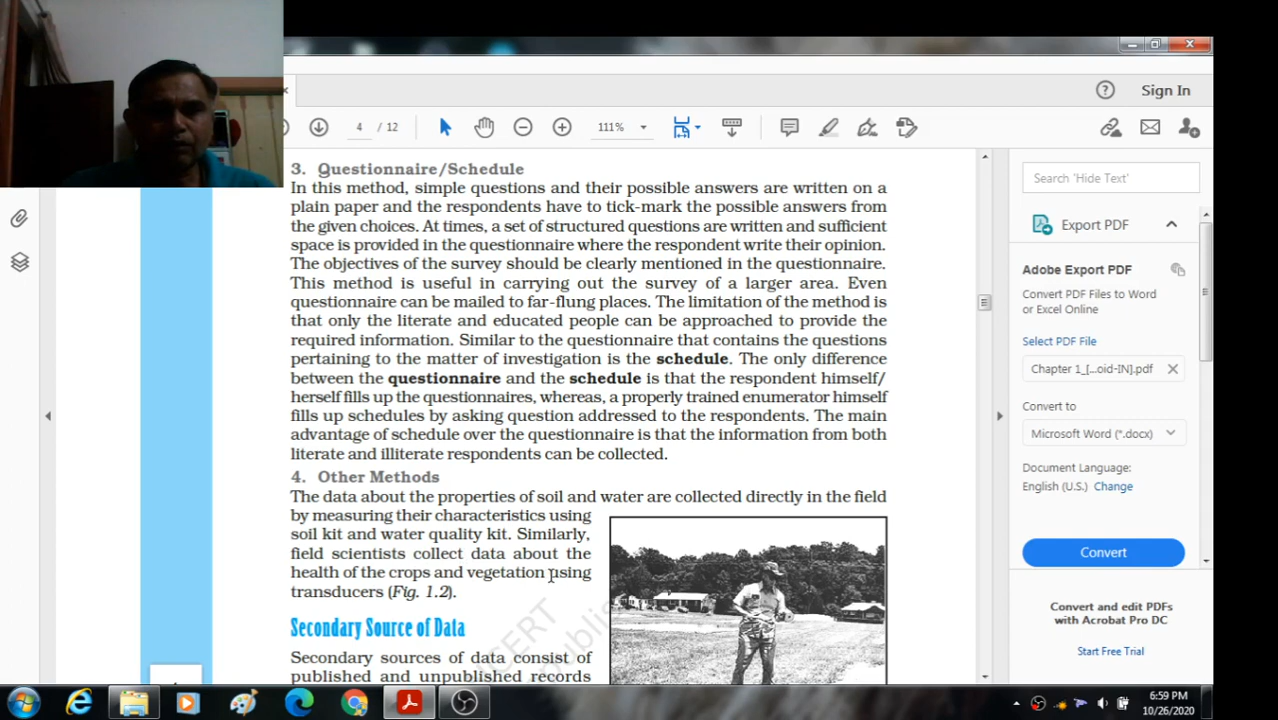 Sign In
4 / 12
111%
3. Questionnaire/Schedule
In this method, simple questions and their possible answers are written on a
plain paper and the respondents have to tick-mark the possible answers from
the given choices. At times, a set of structured questions are written and sufficient
space is provided in the questionnaire where the respondent write their opinion.
The objectives of the survey should be clearly mentioned in the questionnaire.
This method is useful in carrying out the survey of a larger area. Even
questionnaire can be mailed to far-flung places. The limitation of the method is
that only the literate and educated people can be approached to provide the
required information. Similar to the questionnaire that contains the questions
pertaining to the matter of investigation is the schedule. The only difference
between the questionnaire and the schedule is that the respondent himself/
herself fills up the questionnaires, whereas, a properly trained enumerator himself
fills up schedules by asking question addressed to the respondents. The main
advantage of schedule over the questionnaire is that the information from both
literate and illiterate respondents can be collected.
4. Other Methods
The data about the properties of soil and water are collected directly in the field
by measuring their characteristics using
soil kit and water quality kit. Similarly,
field scientists collect data about the
health of the crops and vegetation using
transducers (Fig. 1.2).
Secondary Source of Data
Secondary sources of data consist of
published and unpublished records
NCERT
Search 'Hide Text'
Export PDF
Adobe Export PDF
Convert PDF Files to Word
or Excel Online
Select PDF File
Chapter 1_[...oid-IN].pdf
Convert to
Microsoft Word (*.docx)
Document Language:
English (U.S.) Change
Convert
Convert and edit PDFs
with Acrobat Pro DC
Start Free Trial
6:59 PM
10/26/2020